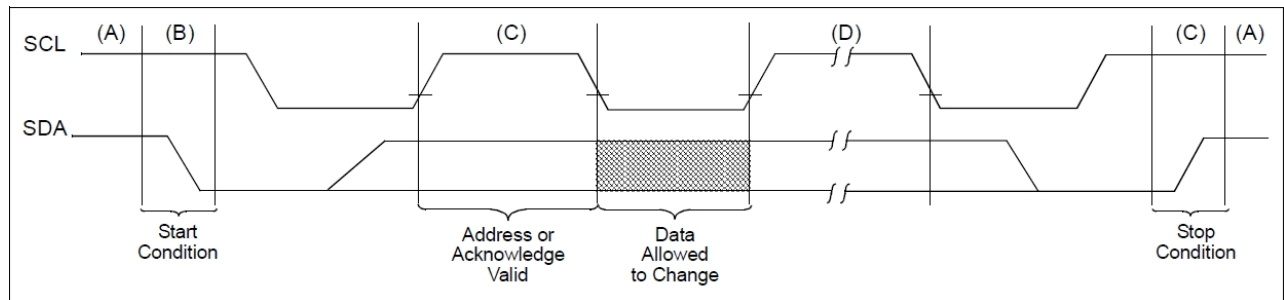 (A) (B) (C) (D) (C) (A)
SCL
SDA
Start
Condition
Address or
Acknowledge
Valid
Data
Allowed
to Change
Stop
Condition